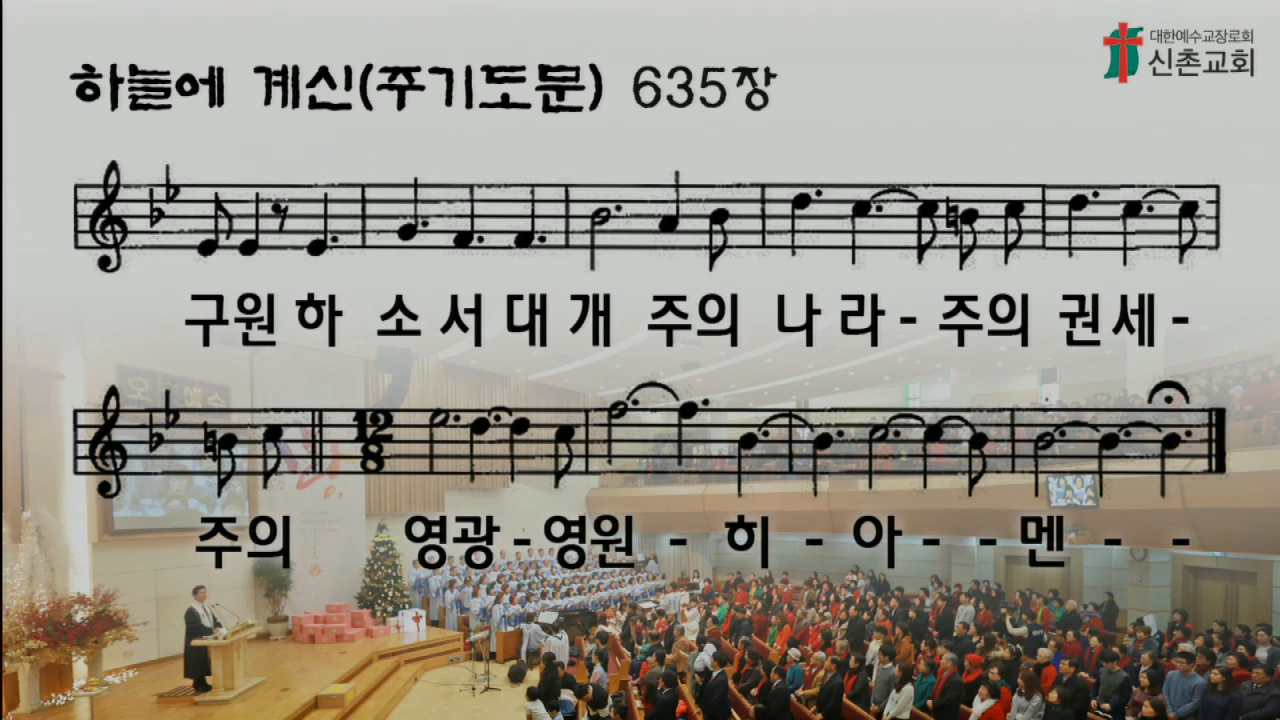 대한예수교장로회
신촌교회
하늘에 계신(주기도문) 635장
구원 하 소 서 대 개 주의 나 라 - 주의 권세 -
12
8
주의 영광 - 영원 - 히 - 아 - - 멘 - -